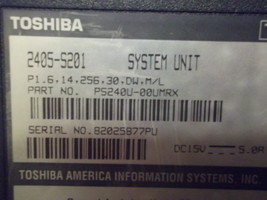 TOSHIBA
2405-S201 SYSTEM UNIT
P1.6.14.256.30.DW.M/L
PART NO. PS240U-00UMRX
SERIAL NO. 82025877PU
DC15V 5.0A
TOSHIBA AMERICA INFORMATION SYSTEMS, INC.